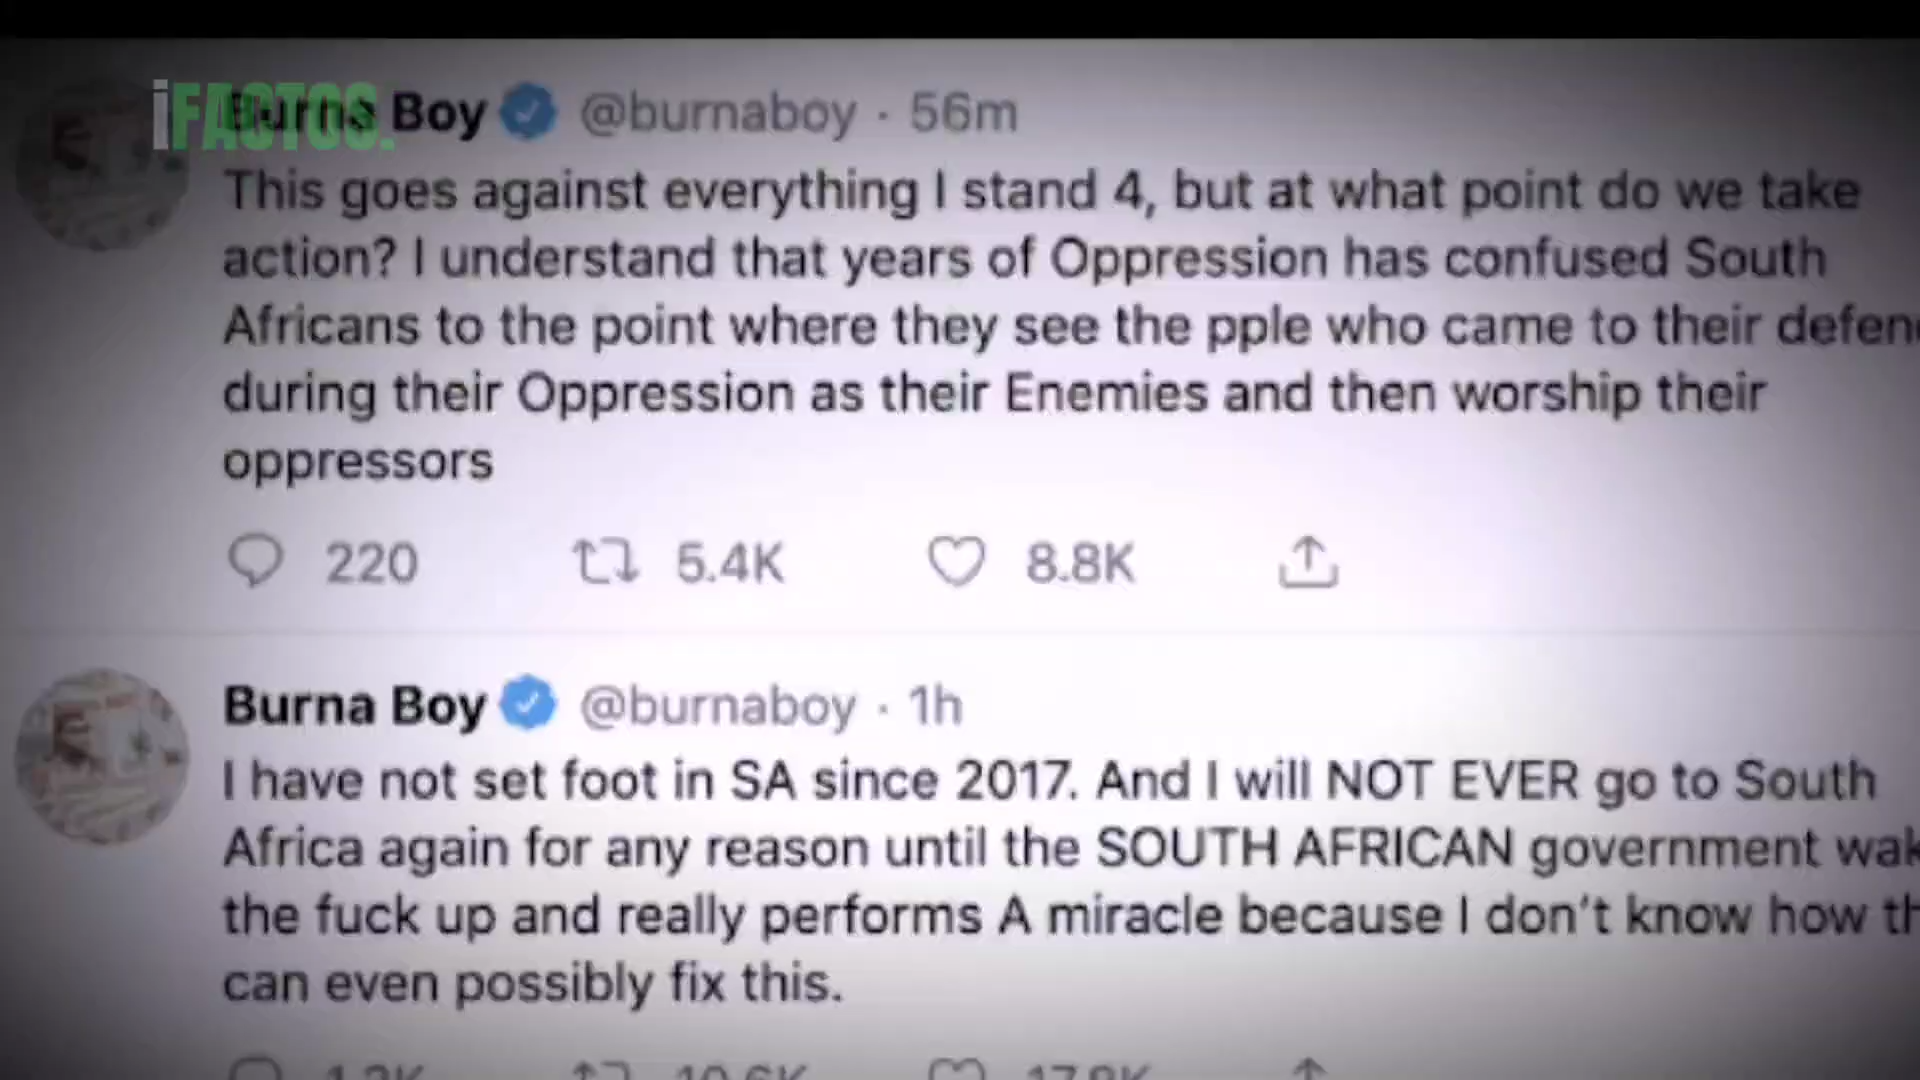 iFACTOS.
Burna Boy @burnaboy · 56m
This goes against everything I stand 4, but at what point do we take
action? I understand that years of Oppression has confused South
Africans to the point where they see the pple who came to their
during their Oppression as their Enemies and then worship their
oppressors
220 5.4K 8.8K
Burna Boy @burnaboy · 1h
I have not set foot in SA since 2017. And I will NOT EVER go to South
Africa again for any reason until the SOUTH AFRICAN government
the fuck up and really performs A miracle because I don't know how
can even possibly fix this.